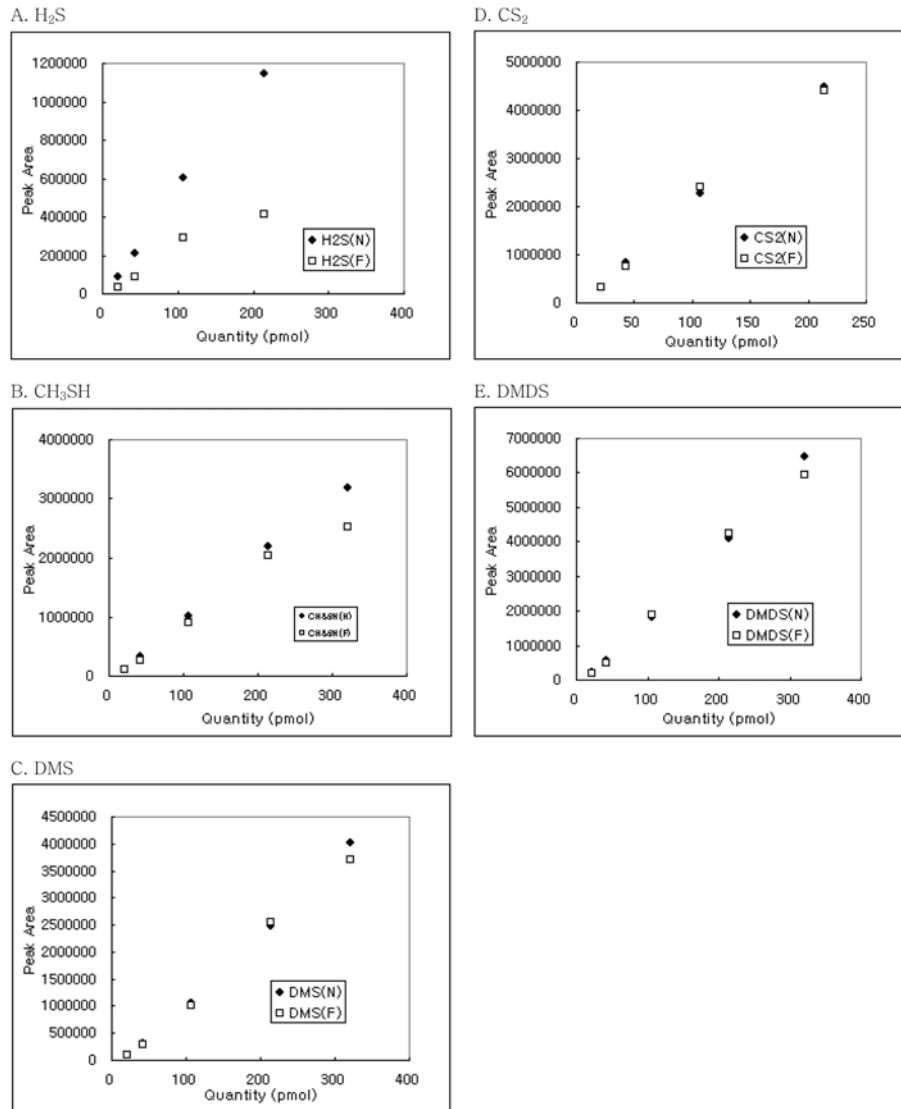 A. H₂S
1200000
1000000
800000
600000
400000
200000
0
Peak Area
H2S(N)
H2S(F)
0 100 200 300 400
Quantity (pmol)
B. CH₃SH
4000000
3000000
2000000
1000000
0
Peak Area
0 100 200 300 400
Quantity (pmol)
C. DMS
4500000
4000000
3500000
3000000
2500000
2000000
1500000
1000000
500000
0
Peak Area
DMS(N)
DMS(F)
0 100 200 300 400
Quantity (pmol)
D. CS₂
5000000
4000000
3000000
2000000
1000000
0
Peak Area
CS2(N)
CS2(F)
0 50 100 150 200 250
Quantity (pmol)
E. DMDS
7000000
6000000
5000000
4000000
3000000
2000000
1000000
0
Peak Area
DMDS(N)
DMDS(F)
0 100 200 300 400
Quantity (pmol)